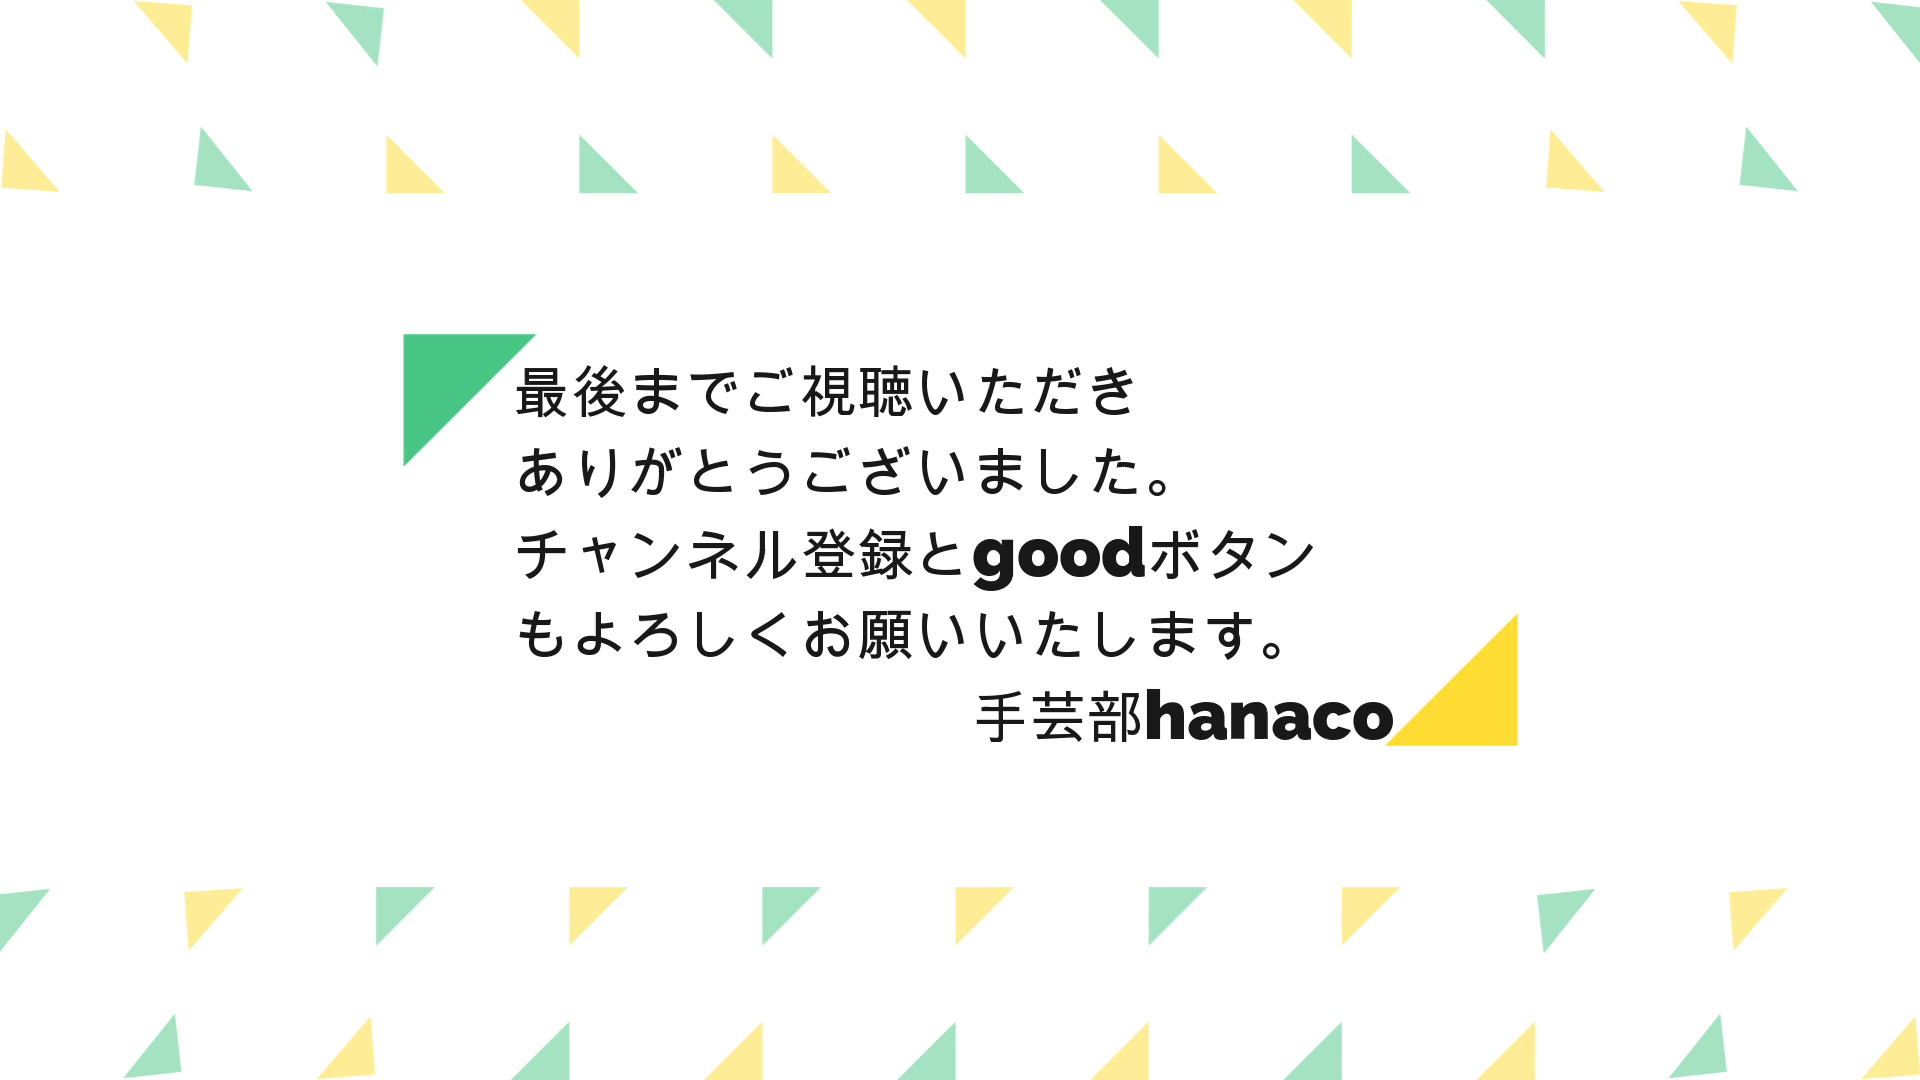 最後までご視聴いただき
ありがとうございました。
チャンネル登録とgoodボタン
もよろしくお願いいたします。
手芸部hanaco